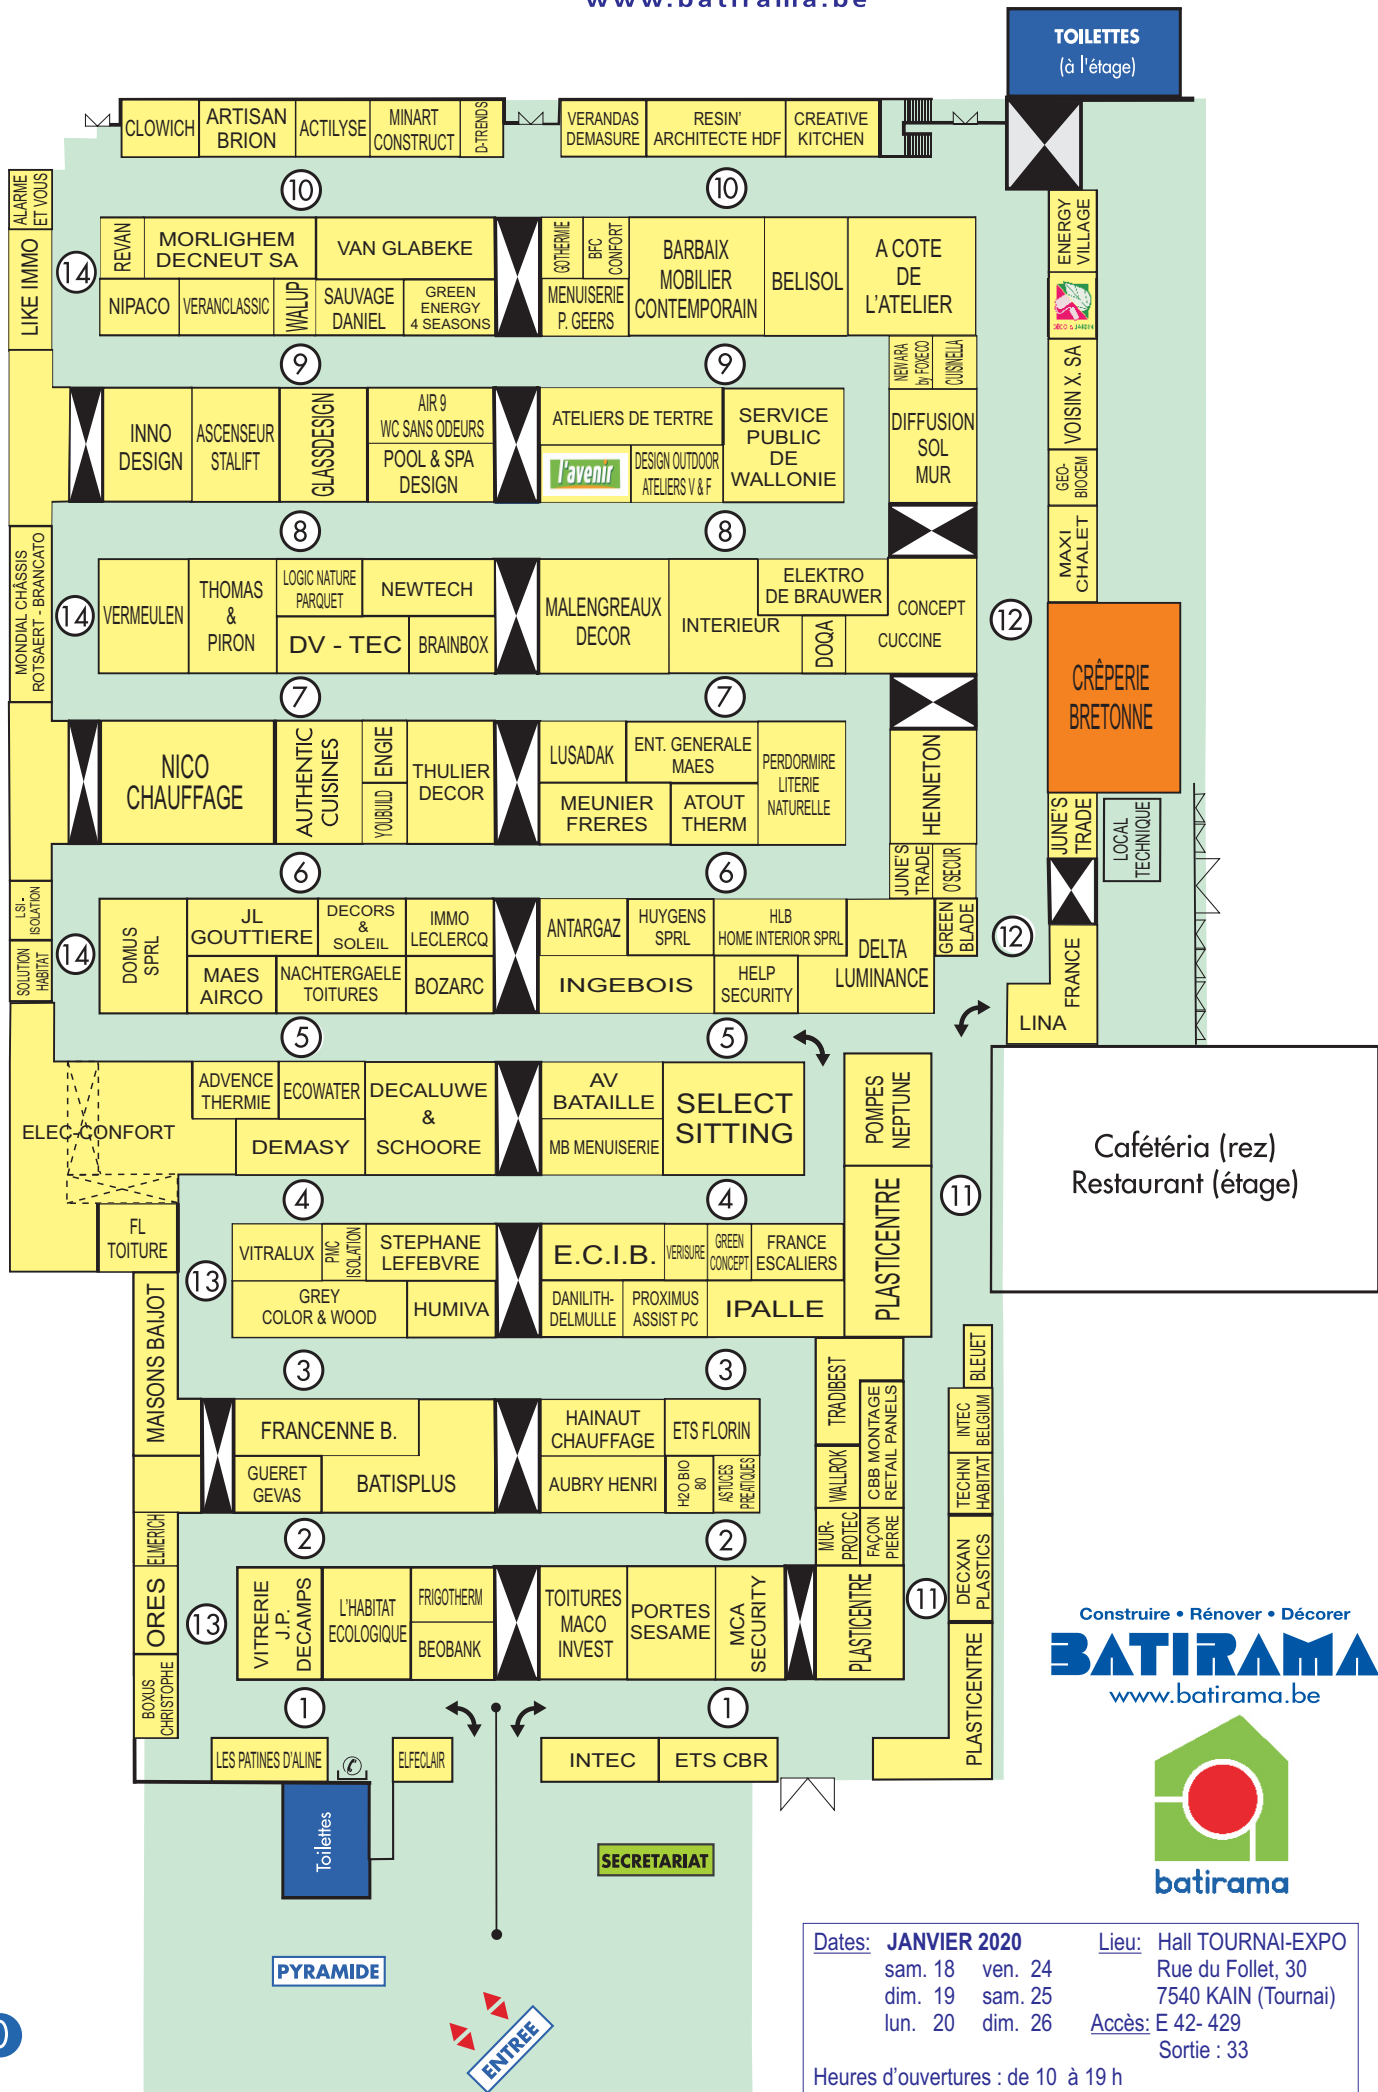 www.batirama.be
TOILETTES
(à l'étage)
CLOWICH
ARTISAN
BRION
ACTILYSE
MINART
CONSTRUCT
D-TRENDS
VERANDAS
DEMASURE
RESIN'
ARCHITECTE HDF
CREATIVE
KITCHEN
ALARME
ET VOUS
10
10
LIKE IMMO
14
REVAN
MORLIGHEM
DECNEUT SA
VAN GLABEKE
GOTHERMIE
BFC
CONFORT
BARBAIX
MOBILIER
CONTEMPORAIN
BELISOL
A COTE
DE
L'ATELIER
ENERGY
VILLAGE
NIPACO
VERANCLASSIC
WALUP
SAUVAGE
DANIEL
GREEN
ENERGY
4 SEASONS
MENUISERIE
P. GEERS
DÉCO & JARDIN
9
9
NEWARA
by FOXECO
CUISINELLA
VOISIN X. SA
INNO
DESIGN
ASCENSEUR
STALIFT
GLASSDESIGN
AIR 9
WC SANS ODEURS
POOL & SPA
DESIGN
ATELIERS DE TERTRE
l'avenir
DESIGN OUTDOOR
ATELIERS V & F
SERVICE
PUBLIC
DE
WALLONIE
DIFFUSION
SOL
MUR
GEO-
BIOCEM
8
8
MAXI
CHALET
MONDIAL CHÂSSIS
ROTSAERT - BRANCATO
14
VERMEULEN
THOMAS
&
PIRON
LOGIC NATURE
PARQUET
NEWTECH
DV - TEC
BRAINBOX
MALENGREAUX
DECOR
INTERIEUR
ELEKTRO
DE BRAUWER
DOQA
CONCEPT
CUCCINE
12
CRÊPERIE
BRETONNE
7
7
NICO
CHAUFFAGE
AUTHENTIC
CUISINES
ENGIE
YOUBUILD
THULIER
DECOR
LUSADAK
ENT. GENERALE
MAES
MEUNIER
FRERES
ATOUT
THERM
PERDORMIRE
LITERIE
NATURELLE
HENNETON
JUNE'S
TRADE
LOCAL
TECHNIQUE
6
6
JUNE'S
TRADE
O'SECUR
LSI -
ISOLATION
SOLUTION
HABITAT
14
DOMUS
SPRL
JL
GOUTTIERE
DECORS
&
SOLEIL
IMMO
LECLERCQ
MAES
AIRCO
NACHTERGAELE
TOITURES
BOZARC
ANTARGAZ
HUYGENS
SPRL
HLB
HOME INTERIOR SPRL
INGEBOIS
HELP
SECURITY
DELTA
LUMINANCE
GREEN
BLADE
12
FRANCE
LINA
5
5
ELEC-CONFORT
ADVENCE
THERMIE
ECOWATER
DECALUWE
&
SCHOORE
DEMASY
AV
BATAILLE
MB MENUISERIE
SELECT
SITTING
POMPES
NEPTUNE
Cafétéria (rez)
Restaurant (étage)
4
4
11
FL
TOITURE
13
VITRALUX
PMC
ISOLATION
STEPHANE
LEFEBVRE
GREY
COLOR & WOOD
HUMIVA
E.C.I.B.
VERISURE
GREEN
CONCEPT
FRANCE
ESCALIERS
DANILITH-
DELMULLE
PROXIMUS
ASSIST PC
IPALLE
PLASTICENTRE
MAISONS BAIJOT
3
3
TRADIBEST
BLEUET
FRANCENNE B.
GUERET
GEVAS
BATISPLUS
HAINAUT
CHAUFFAGE
ETS FLORIN
AUBRY HENRI
H2O BIO
80
ASTUCES
PREATIQUES
WALLROK
CBB MONTAGE
RETAIL PANELS
INTEC
BELGIUM
TECHNI
HABITAT
ELMERICH
2
2
MUR-
PROTEC
FAÇON
PIERRE
ORES
13
VITRERIE
J.P.
DECAMPS
L'HABITAT
ECOLOGIQUE
FRIGOTHERM
BEOBANK
TOITURES
MACO
INVEST
PORTES
SESAME
MCA
SECURITY
PLASTICENTRE
11
DECXAN
PLASTICS
BOXUS
CHRISTOPHE
1
1
PLASTICENTRE
LES PATINES D'ALINE
ELFECLAIR
INTEC
ETS CBR
Construire • Rénover • Décorer
BATIRAMA
www.batirama.be
batirama
Toilettes
SECRETARIAT
PYRAMIDE
ENTREE
Dates: JANVIER 2020
sam. 18 ven. 24
dim. 19 sam. 25
lun. 20 dim. 26
Lieu: Hall TOURNAI-EXPO
Rue du Follet, 30
7540 KAIN (Tournai)
Accès: E 42- 429
Sortie : 33
Heures d'ouvertures : de 10 à 19 h